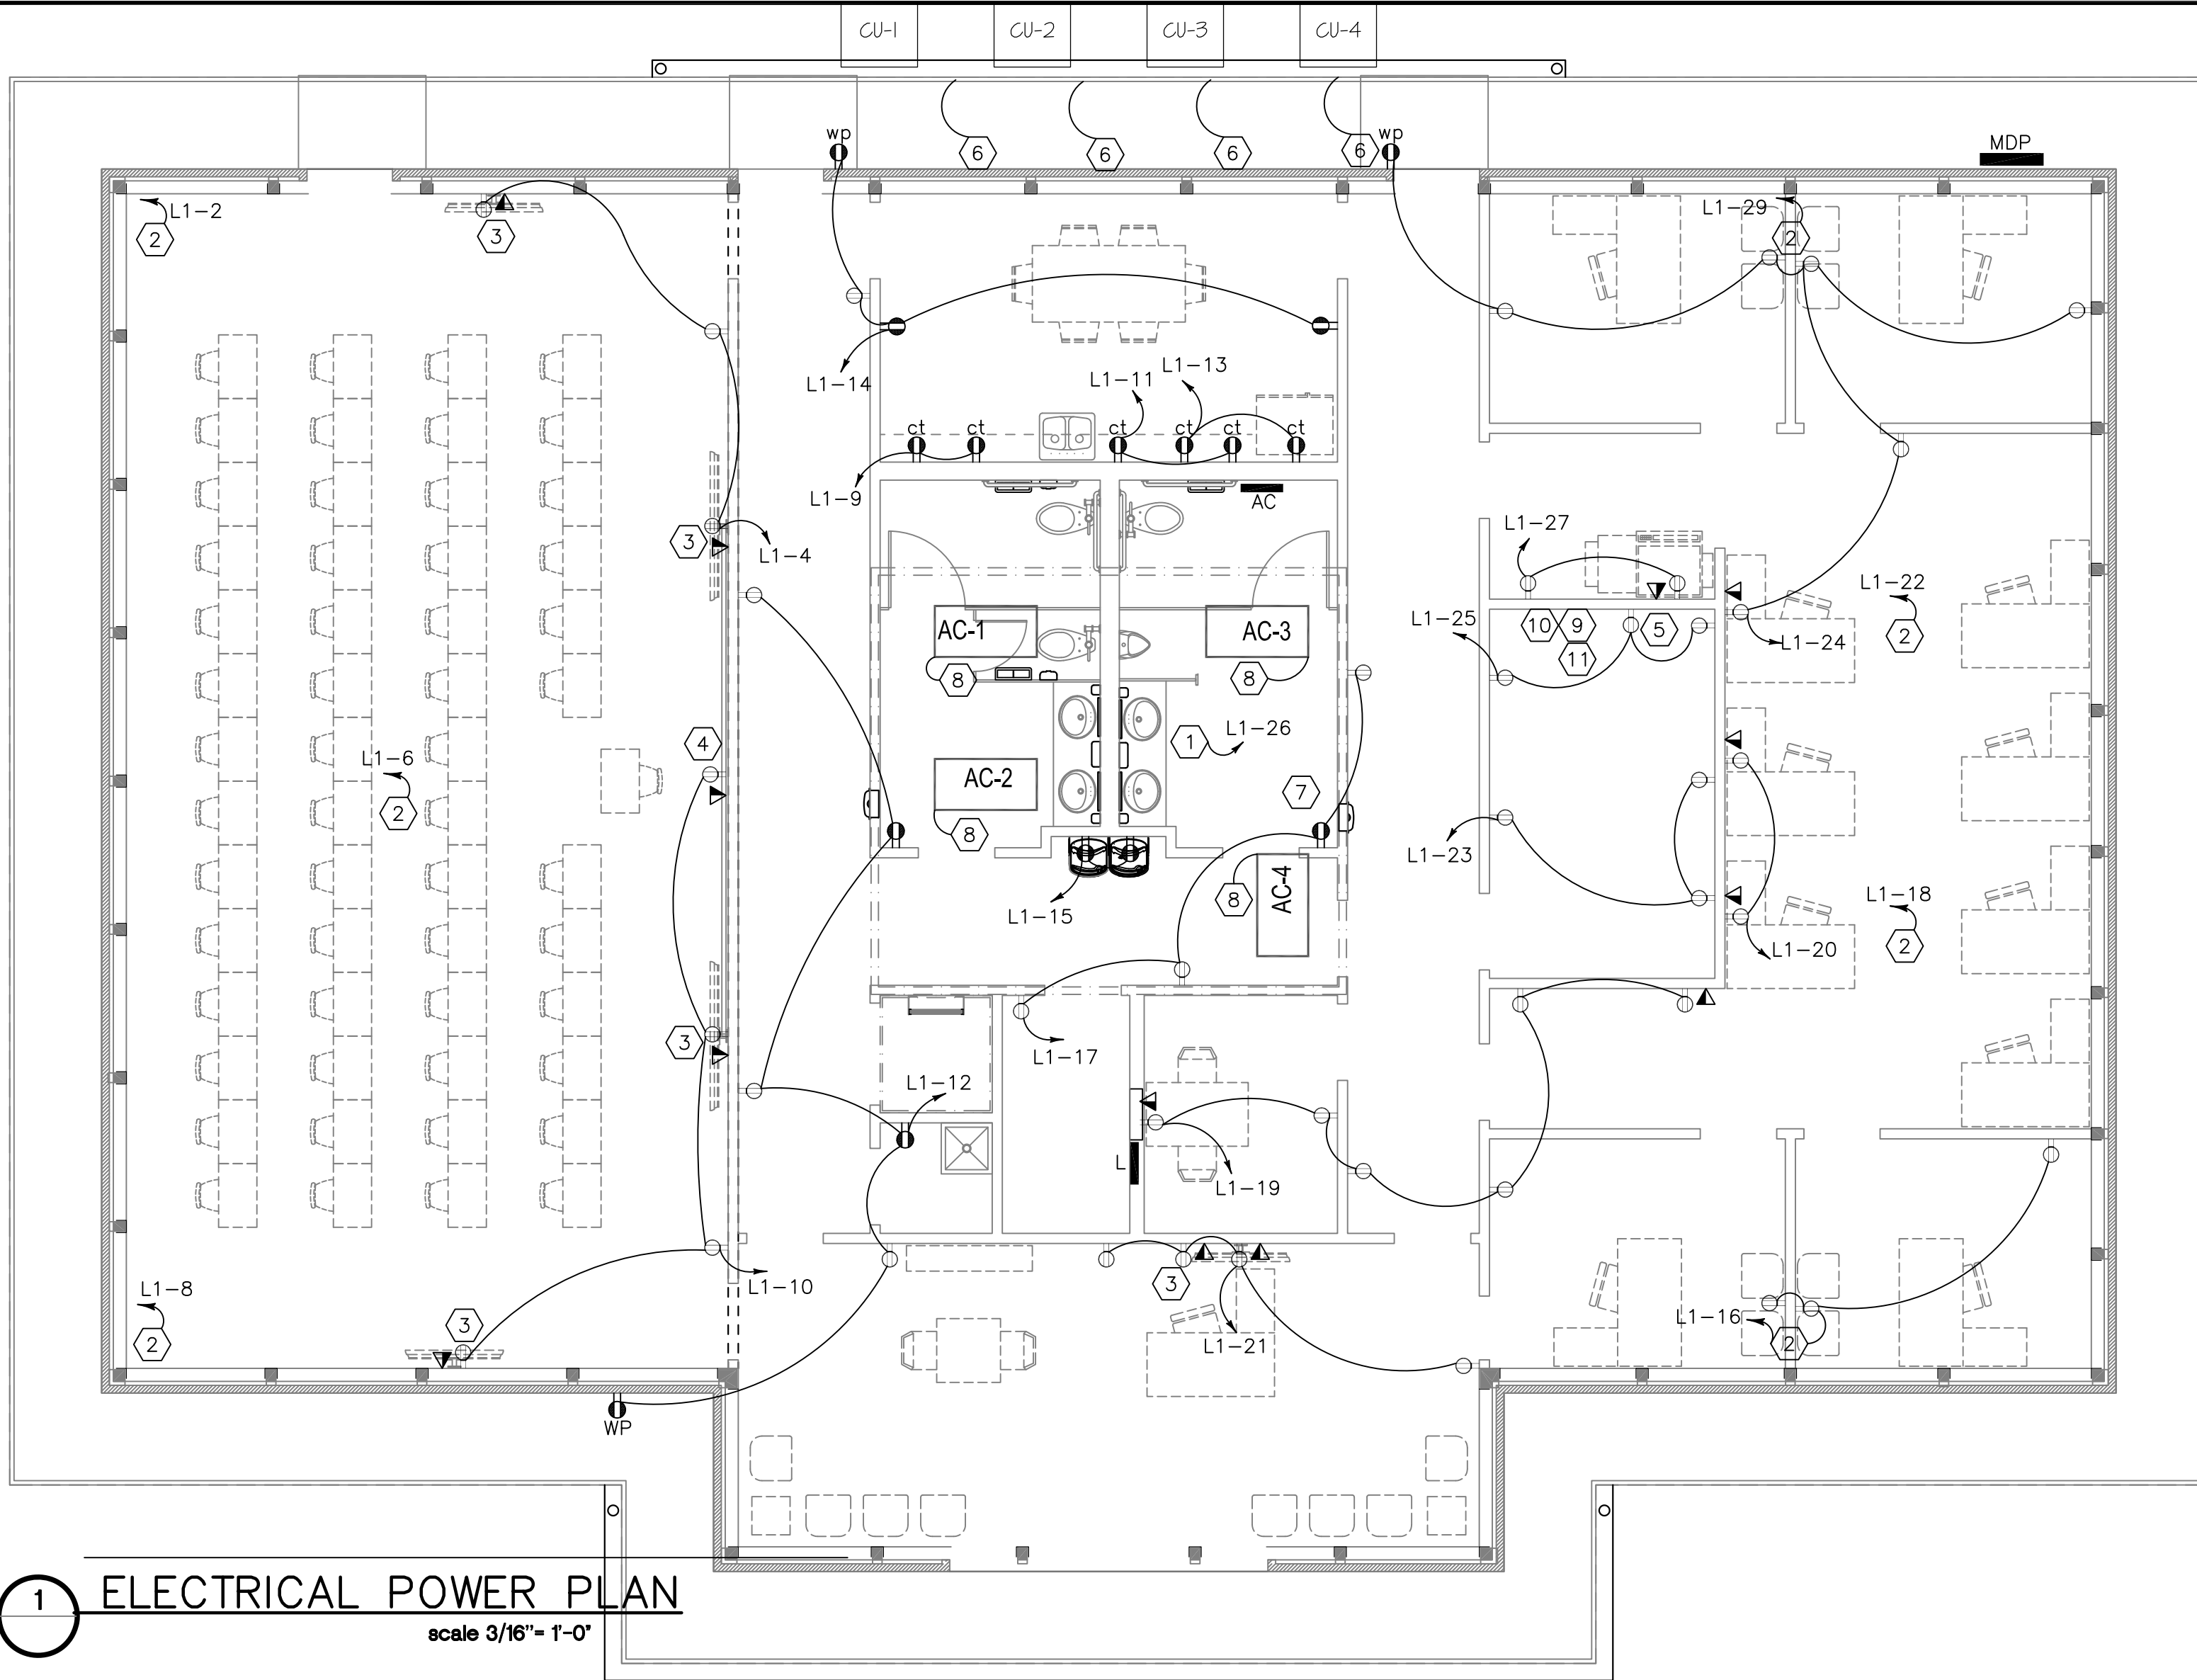 CU-1 CU-2 CU-3 CU-4
wp 6 6 6 6 wp
MDP
L1-2
2
3
L1-29
2
L1-14
L1-11
L1-13
ct ct ct ct ct ct
L1-9
AC
3
L1-4
L1-27
L1-22
2
AC-1
AC-3
8
8
L1-25
10 9 5
11
L1-24
4
1
L1-26
L1-6
2
AC-2
8
7
L1-23
L1-15
8
AC-4
L1-18
2
L1-20
3
L1-17
L1-12
L
L1-19
L1-8
2
3
L1-10
3
L1-21
L1-16
2
WP
1
ELECTRICAL POWER PLAN
scale 3/16"= 1'-0"